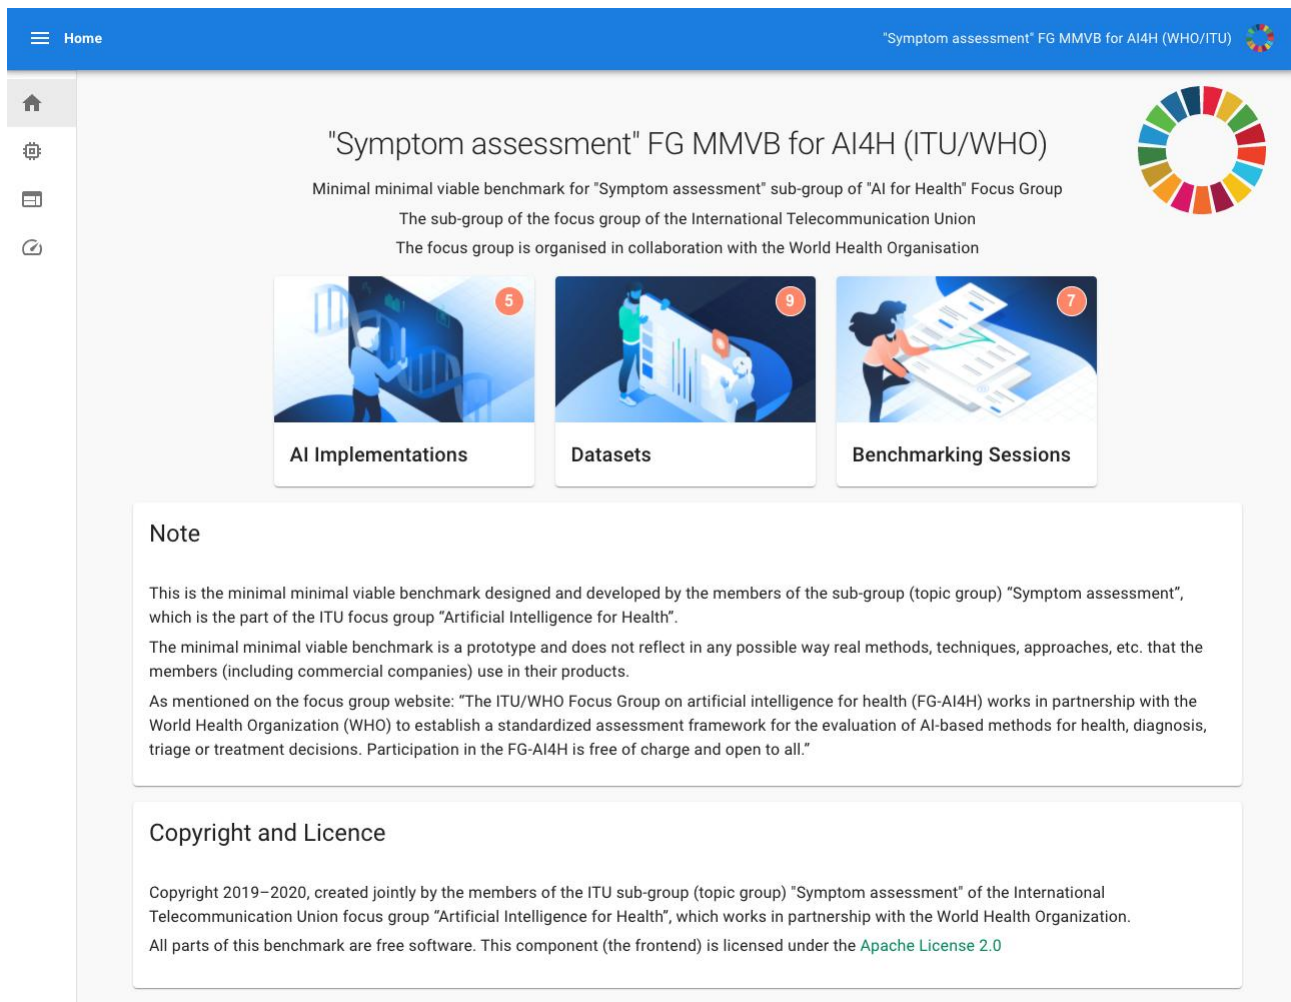 Home
"Symptom assessment" FG MMVB for AI4H (WHO/ITU)
"Symptom assessment" FG MMVB for AI4H (ITU/WHO)
Minimal minimal viable benchmark for "Symptom assessment" sub-group of "AI for Health" Focus Group
The sub-group of the focus group of the International Telecommunication Union
The focus group is organised in collaboration with the World Health Organisation
5
9
7
AI Implementations
Datasets
Benchmarking Sessions
Note
This is the minimal minimal viable benchmark designed and developed by the members of the sub-group (topic group) “Symptom assessment”,
which is the part of the ITU focus group “Artificial Intelligence for Health”.
The minimal minimal viable benchmark is a prototype and does not reflect in any possible way real methods, techniques, approaches, etc. that the
members (including commercial companies) use in their products.
As mentioned on the focus group website: “The ITU/WHO Focus Group on artificial intelligence for health (FG-AI4H) works in partnership with the
World Health Organization (WHO) to establish a standardized assessment framework for the evaluation of AI-based methods for health, diagnosis,
triage or treatment decisions. Participation in the FG-AI4H is free of charge and open to all.”
Copyright and Licence
Copyright 2019–2020, created jointly by the members of the ITU sub-group (topic group) "Symptom assessment" of the International
Telecommunication Union focus group “Artificial Intelligence for Health”, which works in partnership with the World Health Organization.
All parts of this benchmark are free software. This component (the frontend) is licensed under the Apache License 2.0